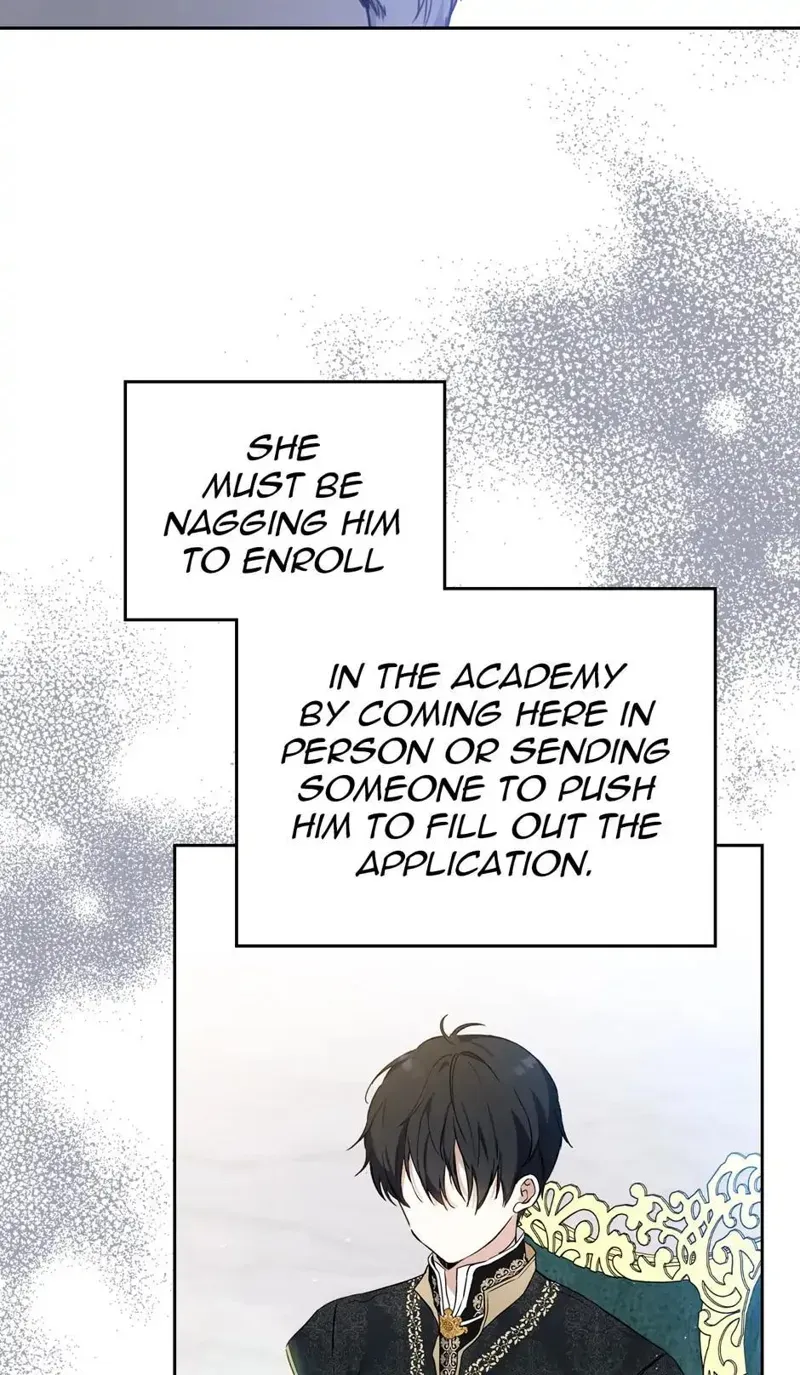 SHE
MUST BE
NAGGING HIM
TO ENROLL
IN THE ACADEMY
BY COMING HERE IN
PERSON OR SENDING
SOMEONE TO PUSH
HIM TO FILL OUT THE
APPLICATION.